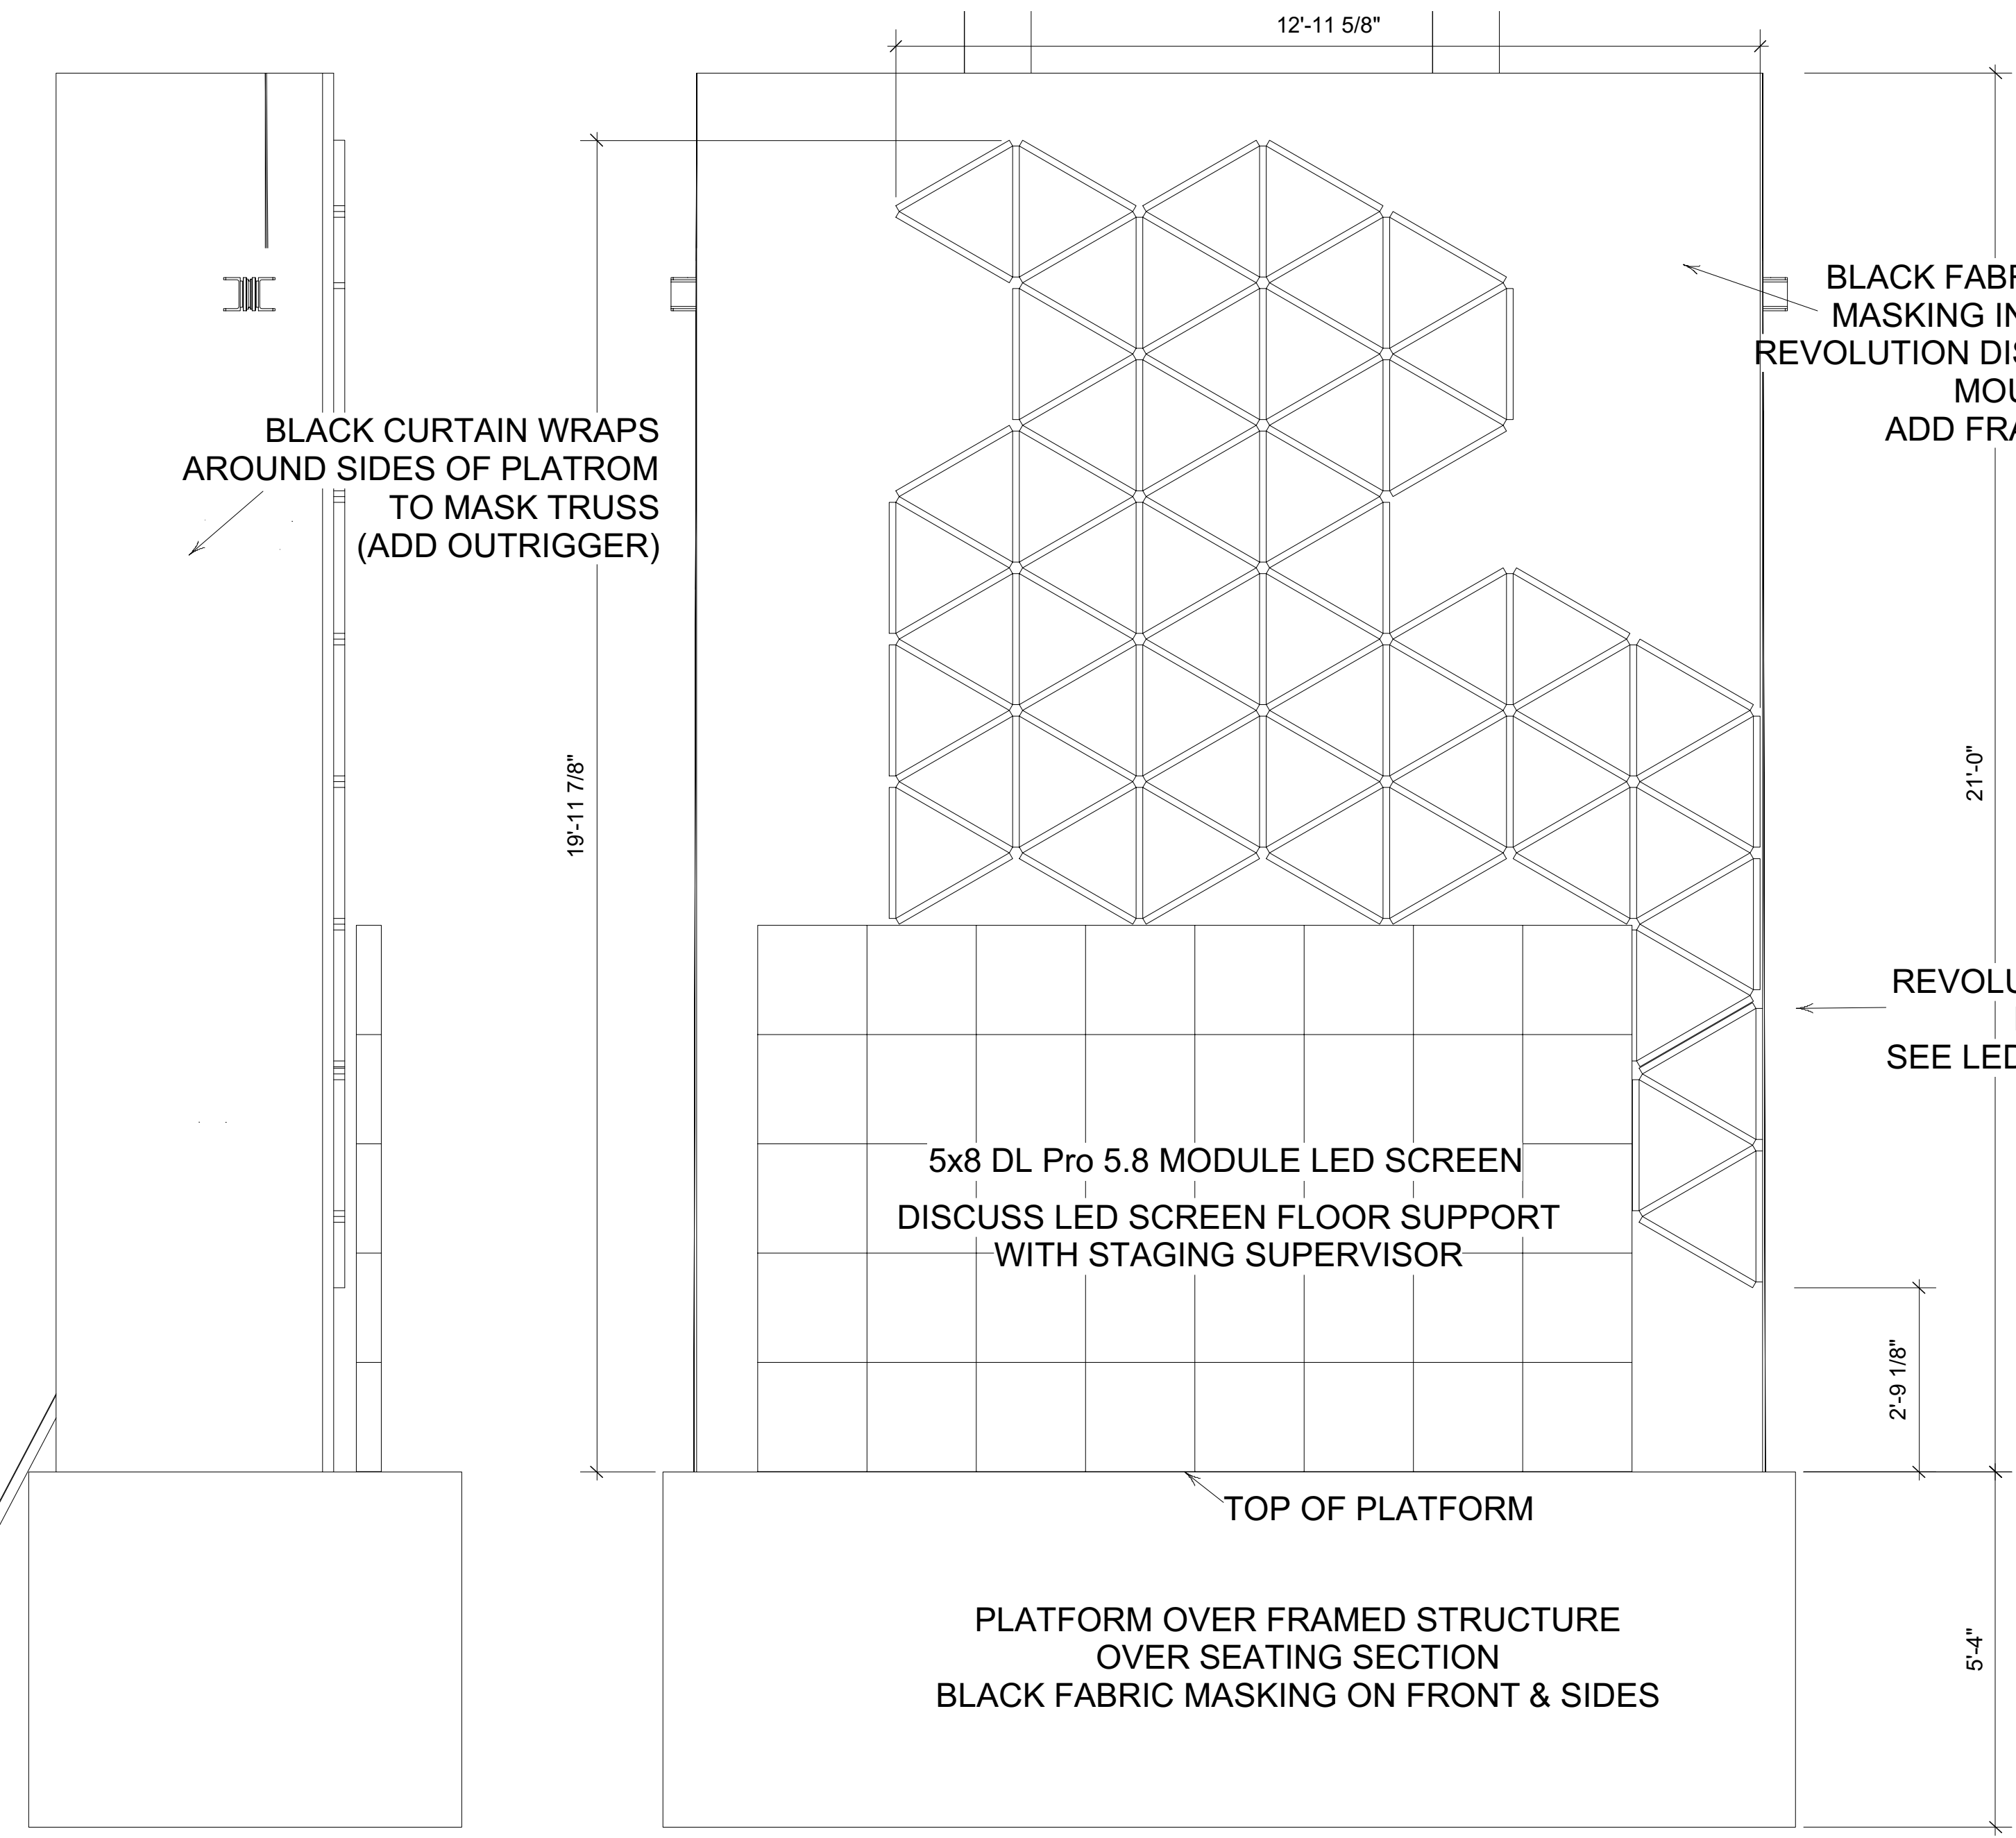 12'-11 5/8"
BLACK FABR
MASKING IN
REVOLUTION DIS
MOU
ADD FRA
BLACK CURTAIN WRAPS
AROUND SIDES OF PLATROM
TO MASK TRUSS
(ADD OUTRIGGER)
19'-11 7/8"
21'-0"
REVOLU
SEE LED
5x8 DL Pro 5.8 MODULE LED SCREEN
DISCUSS LED SCREEN FLOOR SUPPORT
WITH STAGING SUPERVISOR
2'-9 1/8"
TOP OF PLATFORM
PLATFORM OVER FRAMED STRUCTURE
OVER SEATING SECTION
BLACK FABRIC MASKING ON FRONT & SIDES
5'-4"